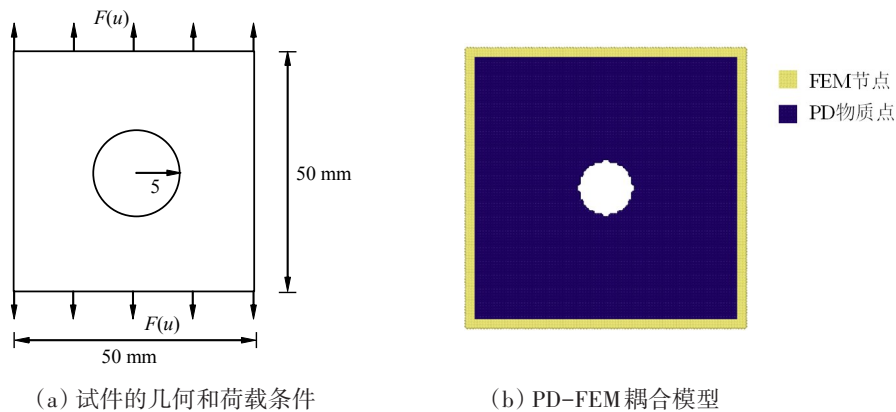 F(u)
5
50 mm
F(u)
50 mm
(a) 试件的几何和荷载条件
FEM节点
PD物质点
(b) PD-FEM耦合模型